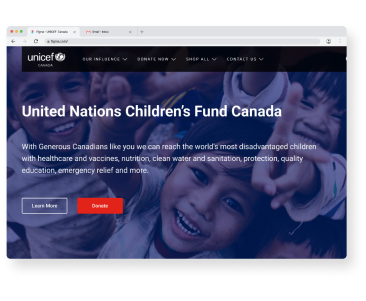 Figma - UNICEF Canada
Gmail - Inbox
figma.com/
unicef
CANADA
OUR INFLUENCE
DONATE NOW
SHOP ALL
CONTACT US
United Nations Children's Fund Canada
With Generous Canadians like you we can reach the world's most disadvantaged children
with healthcare and vaccines, nutrition, clean water and sanitation, protection, quality
education, emergency relief and more.
Learn More
Donate